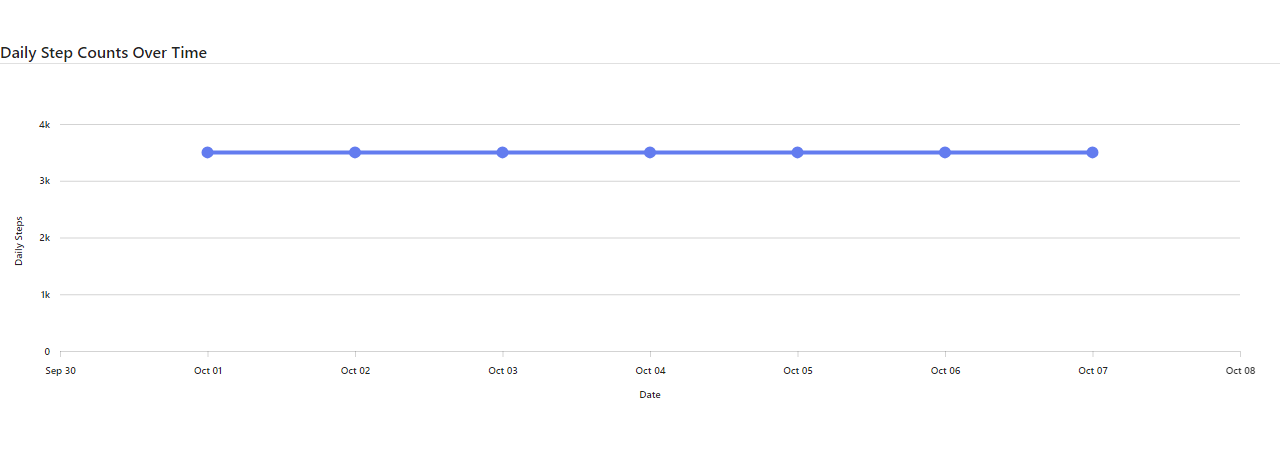 Daily Step Counts Over Time
4k
3k
2k
1k
0
Daily Steps
Sep 30 Oct 01 Oct 02 Oct 03 Oct 04 Oct 05 Oct 06 Oct 07 Oct 08
Date